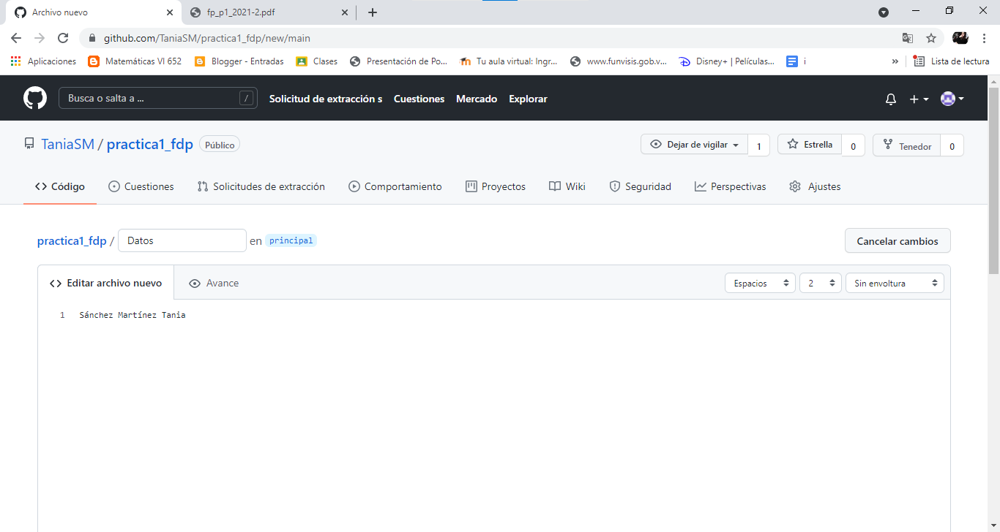 Archivo nuevo
fp_p1_2021-2.pdf
github.com/TaniaSM/practica1_fdp/new/main
Aplicaciones
Matemáticas VI 652
Blogger - Entradas
Clases
Presentación de Po...
Tu aula virtual: Ingr...
www.funvisis.gob.v...
Disney+ | Películas...
i
»
Lista de lectura
Busca o salta a ...
/
Solicitud de extracción s
Cuestiones
Mercado
Explorar
TaniaSM / practica1_fdp
Público
Dejar de vigilar
1
Estrella
0
Tenedor
0
Código
Cuestiones
Solicitudes de extracción
Comportamiento
Proyectos
Wiki
Seguridad
Perspectivas
Ajustes
practica1_fdp / Datos en principal
Cancelar cambios
Editar archivo nuevo
Avance
Espacios
2
Sin envoltura
1 Sánchez Martínez Tania